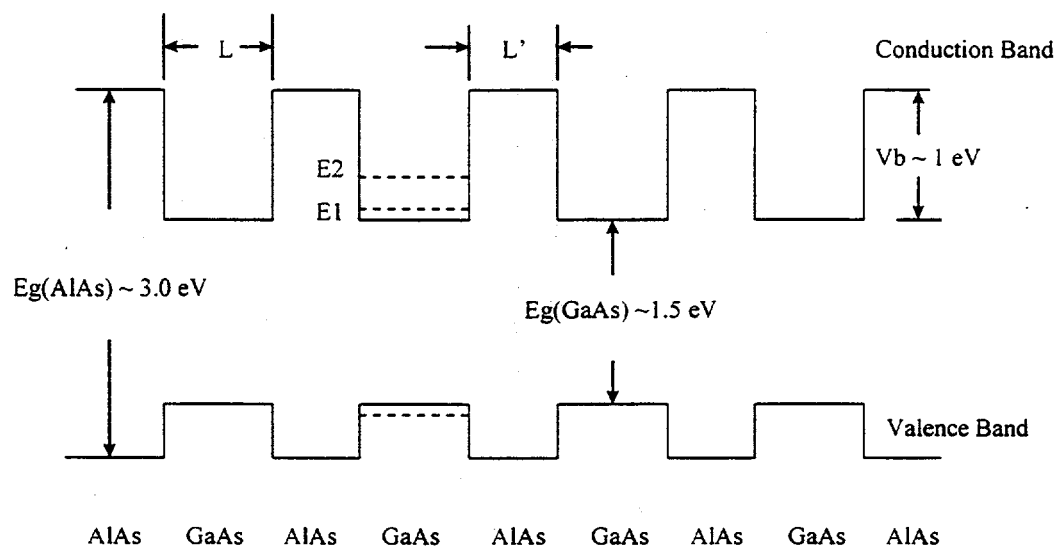 L
L'
Conduction Band
E2
E1
Vb ~ 1 eV
Eg(AlAs) ~ 3.0 eV
Eg(GaAs) ~1.5 eV
Valence Band
AlAs GaAs AlAs GaAs AlAs GaAs AlAs GaAs AlAs